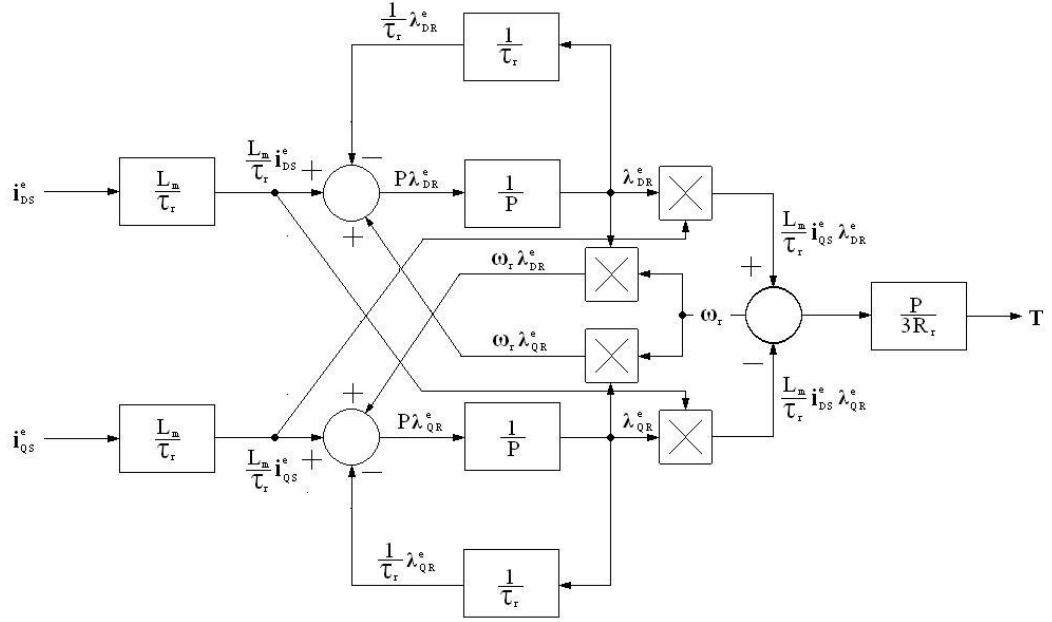 1/τr λ^e_DR
1/τr
Lm/τr i^e_DS
−
+
i^e_DS
Lm/τr
Pλ^e_DR
1/P
λ^e_DR
+
Lm/τr i^e_QS λ^e_DR
ωr λ^e_DR
+
ωr
P/3Rr
T
ωr λ^e_QR
−
+
Lm/τr i^e_DS λ^e_QR
i^e_QS
Lm/τr
Pλ^e_QR
1/P
λ^e_QR
+
−
Lm/τr i^e_QS
1/τr λ^e_QR
1/τr